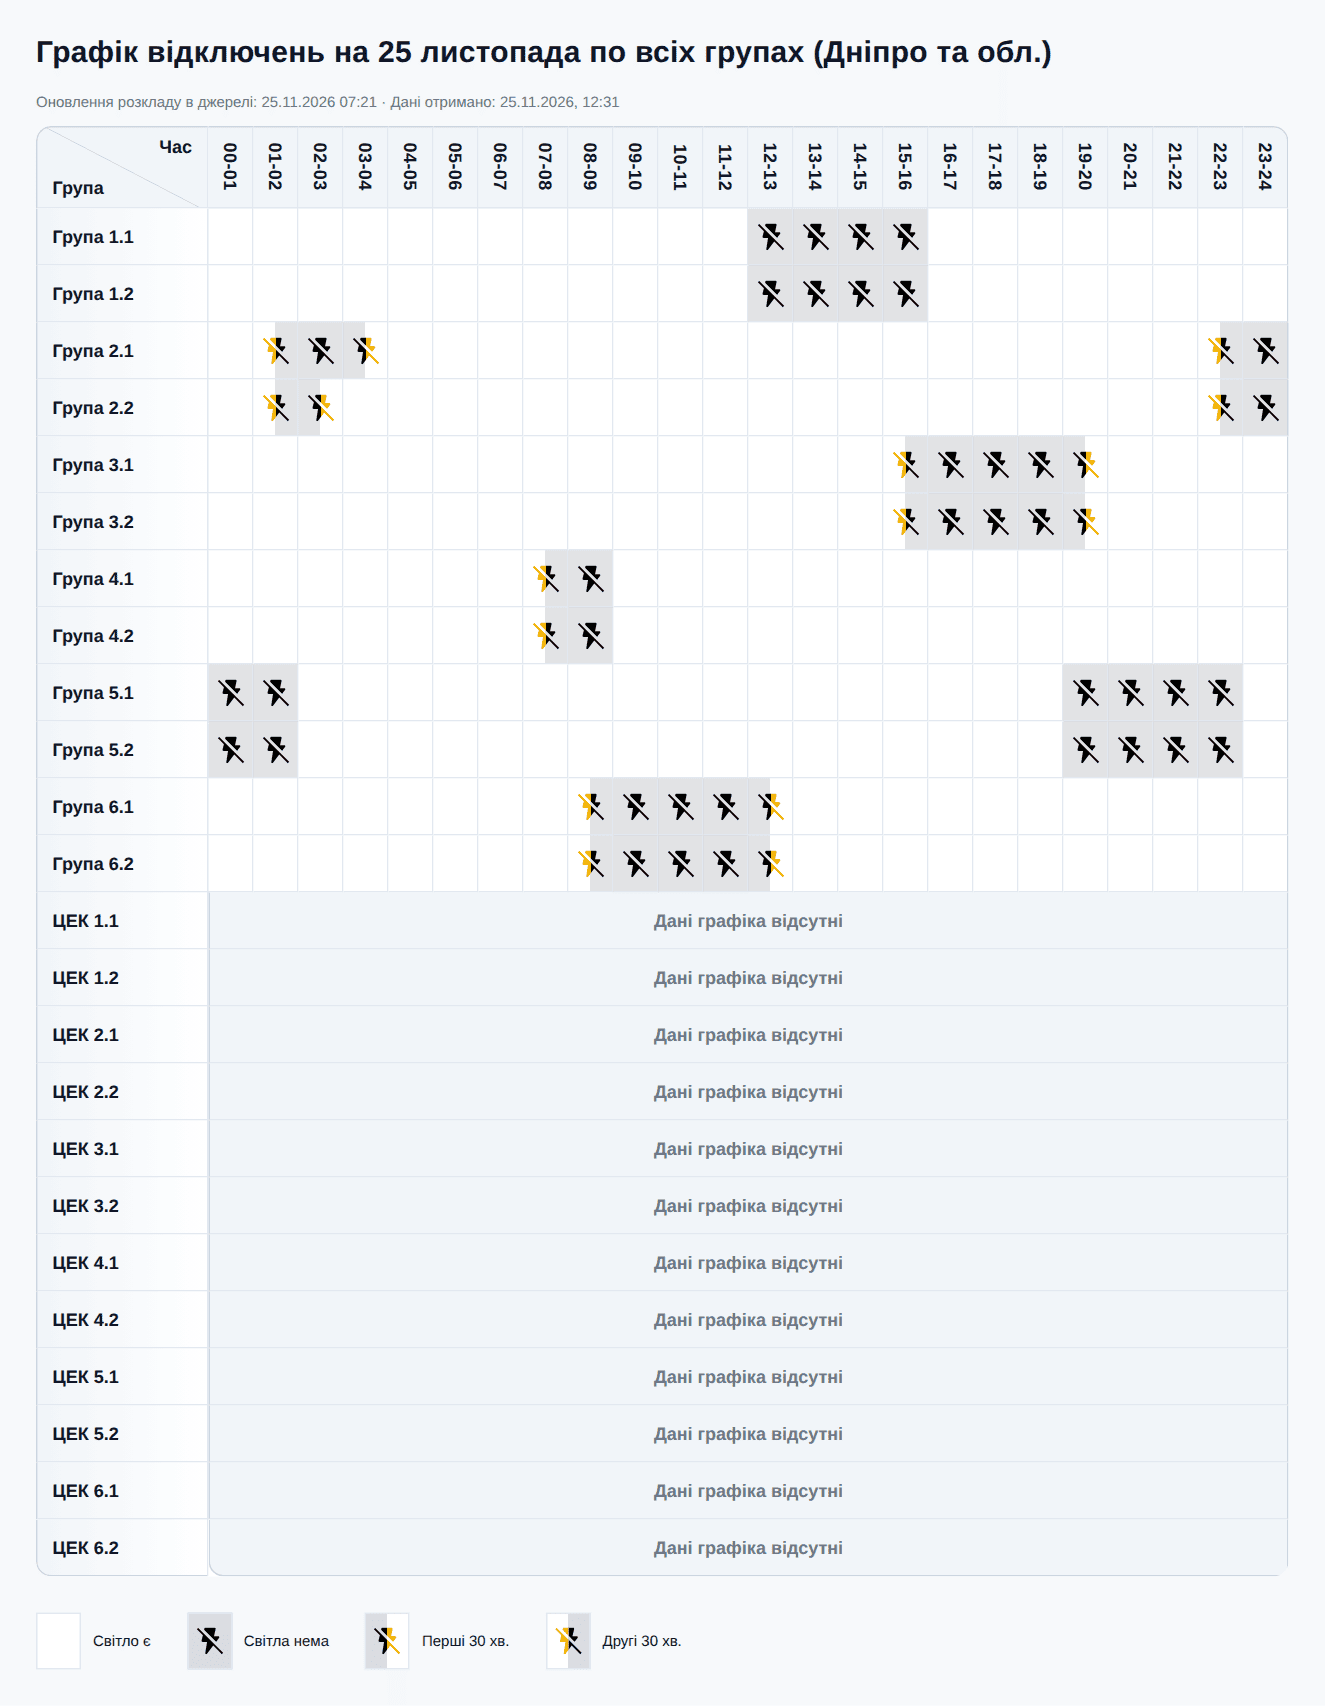 Графік відключень на 25 листопада по всіх групах (Дніпро та обл.)
Оновлення розкладу в джерелі: 25.11.2026 07:21 · Дані отримано: 25.11.2026, 12:31
Час
Група
00-01 01-02 02-03 03-04 04-05 05-06 06-07 07-08 08-09 09-10 10-11 11-12 12-13 13-14 14-15 15-16 16-17 17-18 18-19 19-20 20-21 21-22 22-23 23-24
Група 1.1
Група 1.2
Група 2.1
Група 2.2
Група 3.1
Група 3.2
Група 4.1
Група 4.2
Група 5.1
Група 5.2
Група 6.1
Група 6.2
ЦЕК 1.1 Дані графіка відсутні
ЦЕК 1.2 Дані графіка відсутні
ЦЕК 2.1 Дані графіка відсутні
ЦЕК 2.2 Дані графіка відсутні
ЦЕК 3.1 Дані графіка відсутні
ЦЕК 3.2 Дані графіка відсутні
ЦЕК 4.1 Дані графіка відсутні
ЦЕК 4.2 Дані графіка відсутні
ЦЕК 5.1 Дані графіка відсутні
ЦЕК 5.2 Дані графіка відсутні
ЦЕК 6.1 Дані графіка відсутні
ЦЕК 6.2 Дані графіка відсутні
Світло є Світла нема Перші 30 хв. Другі 30 хв.